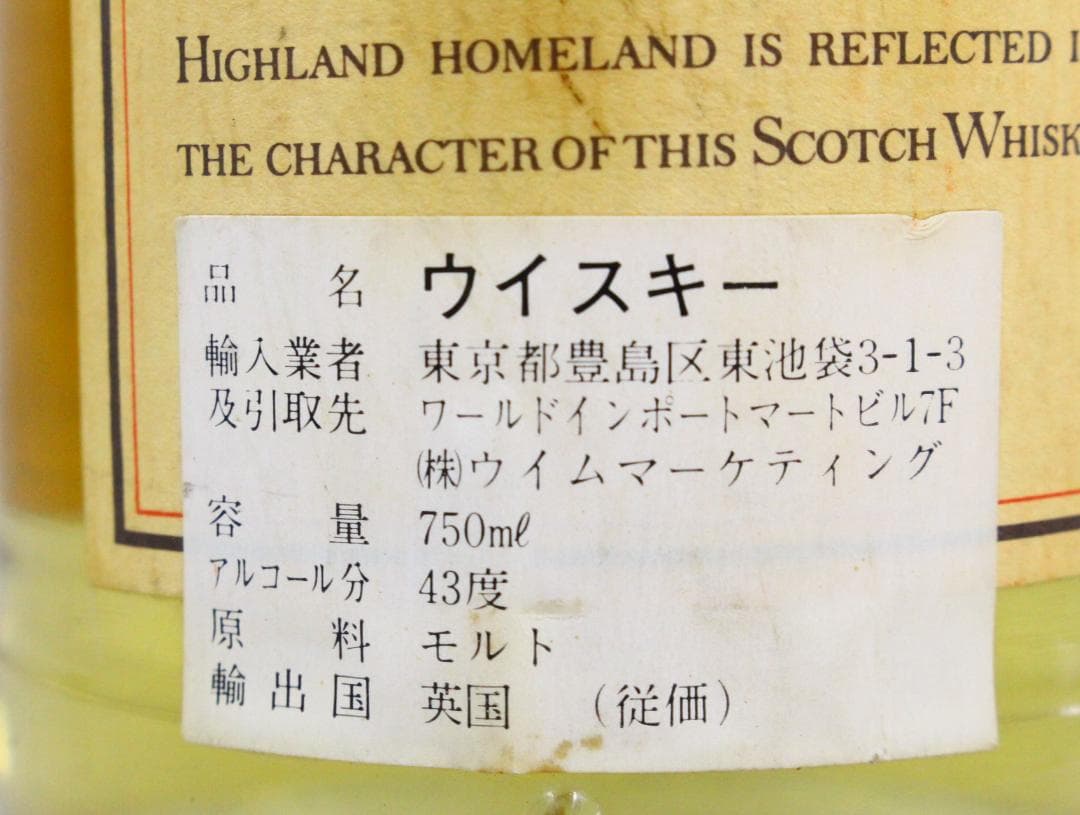 HIGHLAND HOMELAND IS REFLECTED
THE CHARACTER OF THIS SCOTCH WHISK
品名 ウイスキー
輸入業者 東京都豊島区東池袋3-1-3
及引取先 ワールドインポートマートビル7F
㈱ウイムマーケティング
容量 750mℓ
アルコール分 43度
原料 モルト
輸出国 英国 (従価)